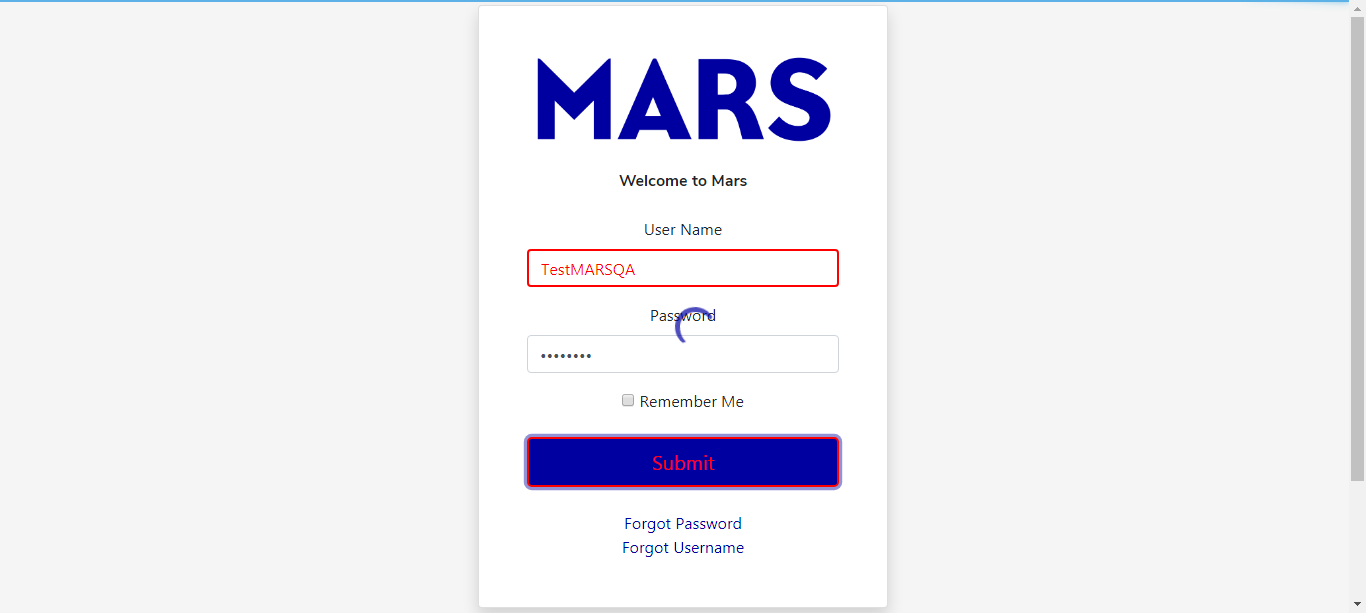 MARS
Welcome to Mars
User Name
TestMARSQA
Password
••••••••
Remember Me
Submit
Forgot Password
Forgot Username